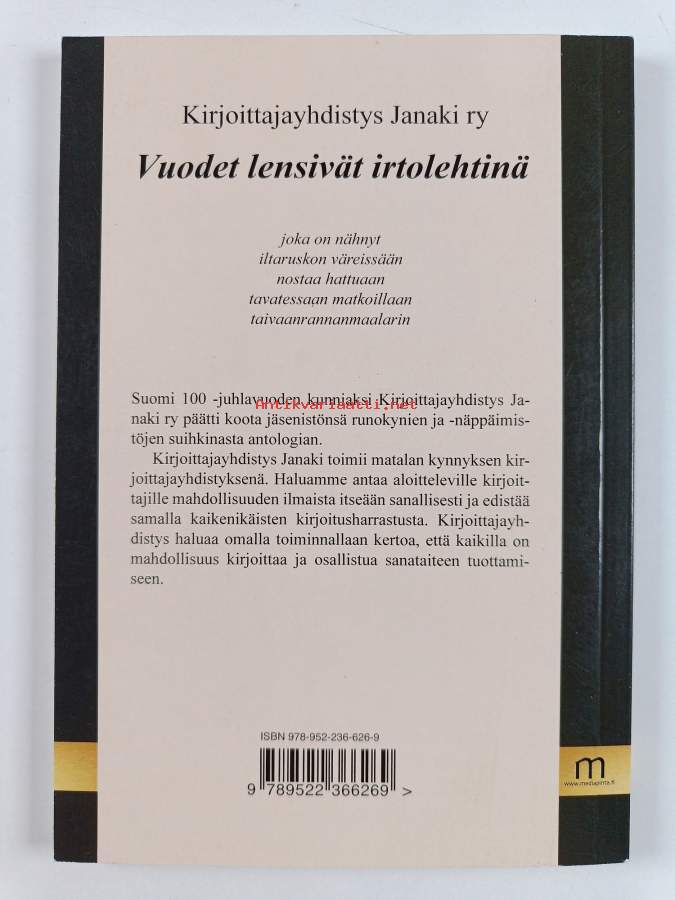 Kirjoittajayhdistys Janaki ry
Vuodet lensivät irtolehtinä
joka on nähnyt
iltaruskon väreissään
nostaa hattuaan
tavatessaan matkoillaan
taivaanrannanmaalarin
Suomi 100 -juhlavuoden kunniaksi Kirjoittajayhdistys Ja-
naki ry päätti koota jäsenistönsä runokynien ja -näppäimis-
töjen suihkinasta antologian.
Kirjoittajayhdistys Janaki toimii matalan kynnyksen kir-
joittajayhdistyksenä. Haluamme antaa aloitteleville kirjoit-
tajille mahdollisuuden ilmaista itseään sanallisesti ja edistää
samalla kaikenikäisten kirjoitusharrastusta. Kirjoittajayh-
distys haluaa omalla toiminnallaan kertoa, että kaikilla on
mahdollisuus kirjoittaa ja osallistua sanataiteen tuottami-
seen.
Antikvariaatti.net
ISBN 978-952-236-626-9
9 789522 366269 >
m
www.mediapinta.fi